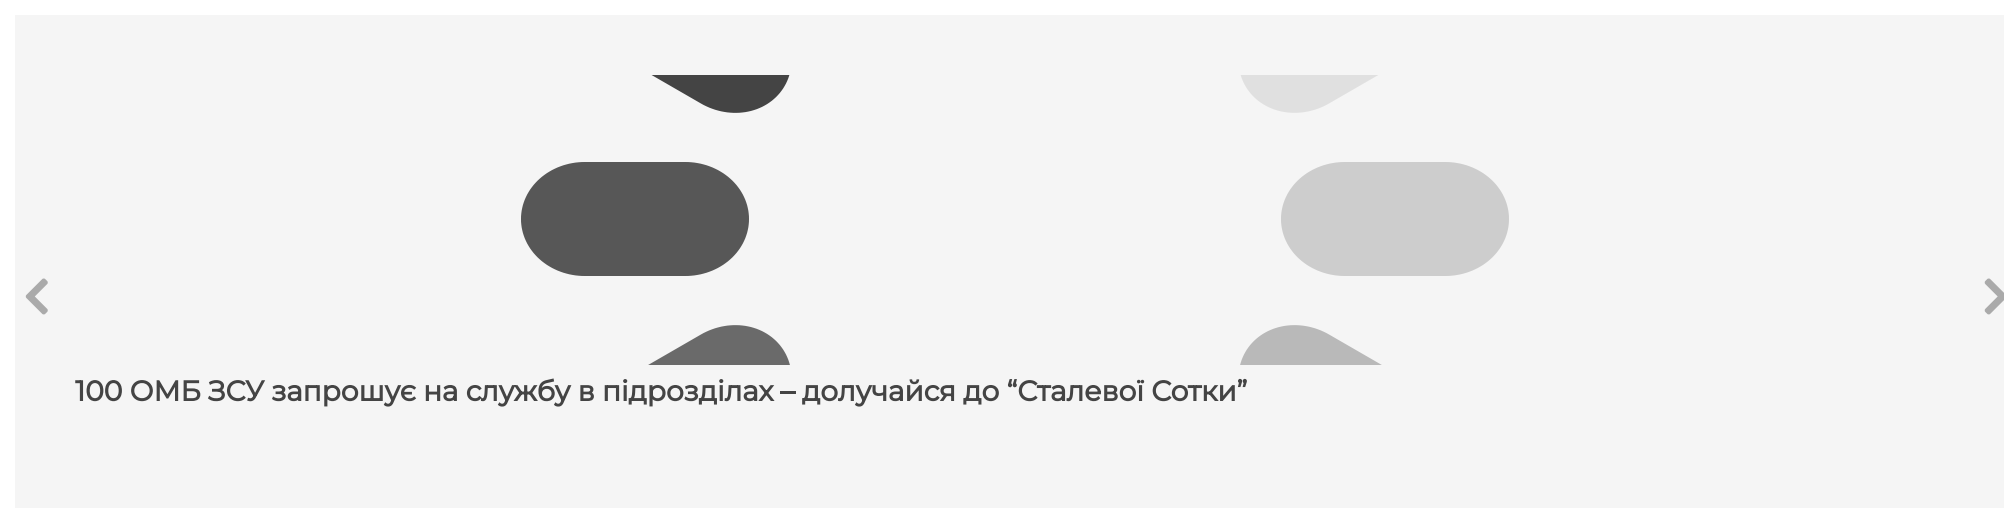 100 ОМБ ЗСУ запрошує на службу в підрозділах – долучайся до “Сталевої Сотки”